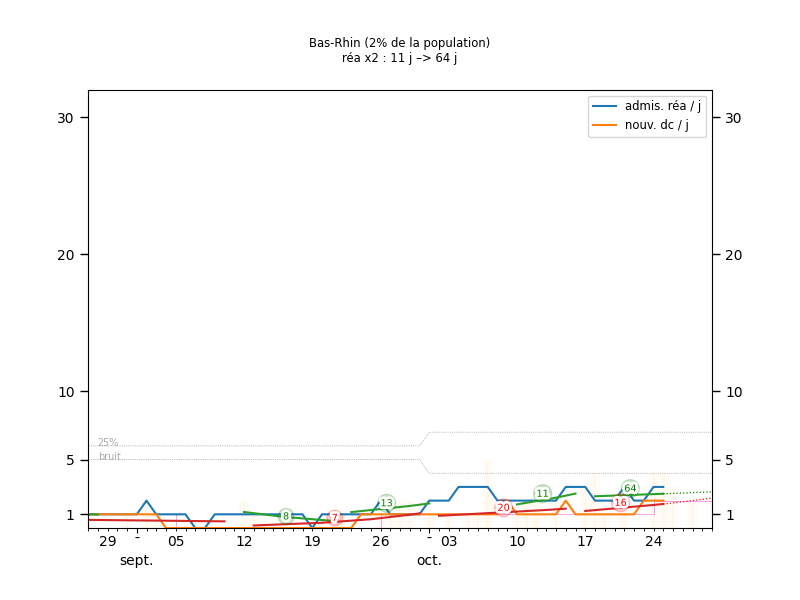 Bas-Rhin (2% de la population)
réa x2 : 11 j –> 64 j
admis. réa / j
nouv. dc / j
30 30
20 20
10 10
25%
bruit
5 5
1 1
8 7 13 20 11 16 64
29 - 05 12 19 26 - 03 10 17 24
sept. oct.